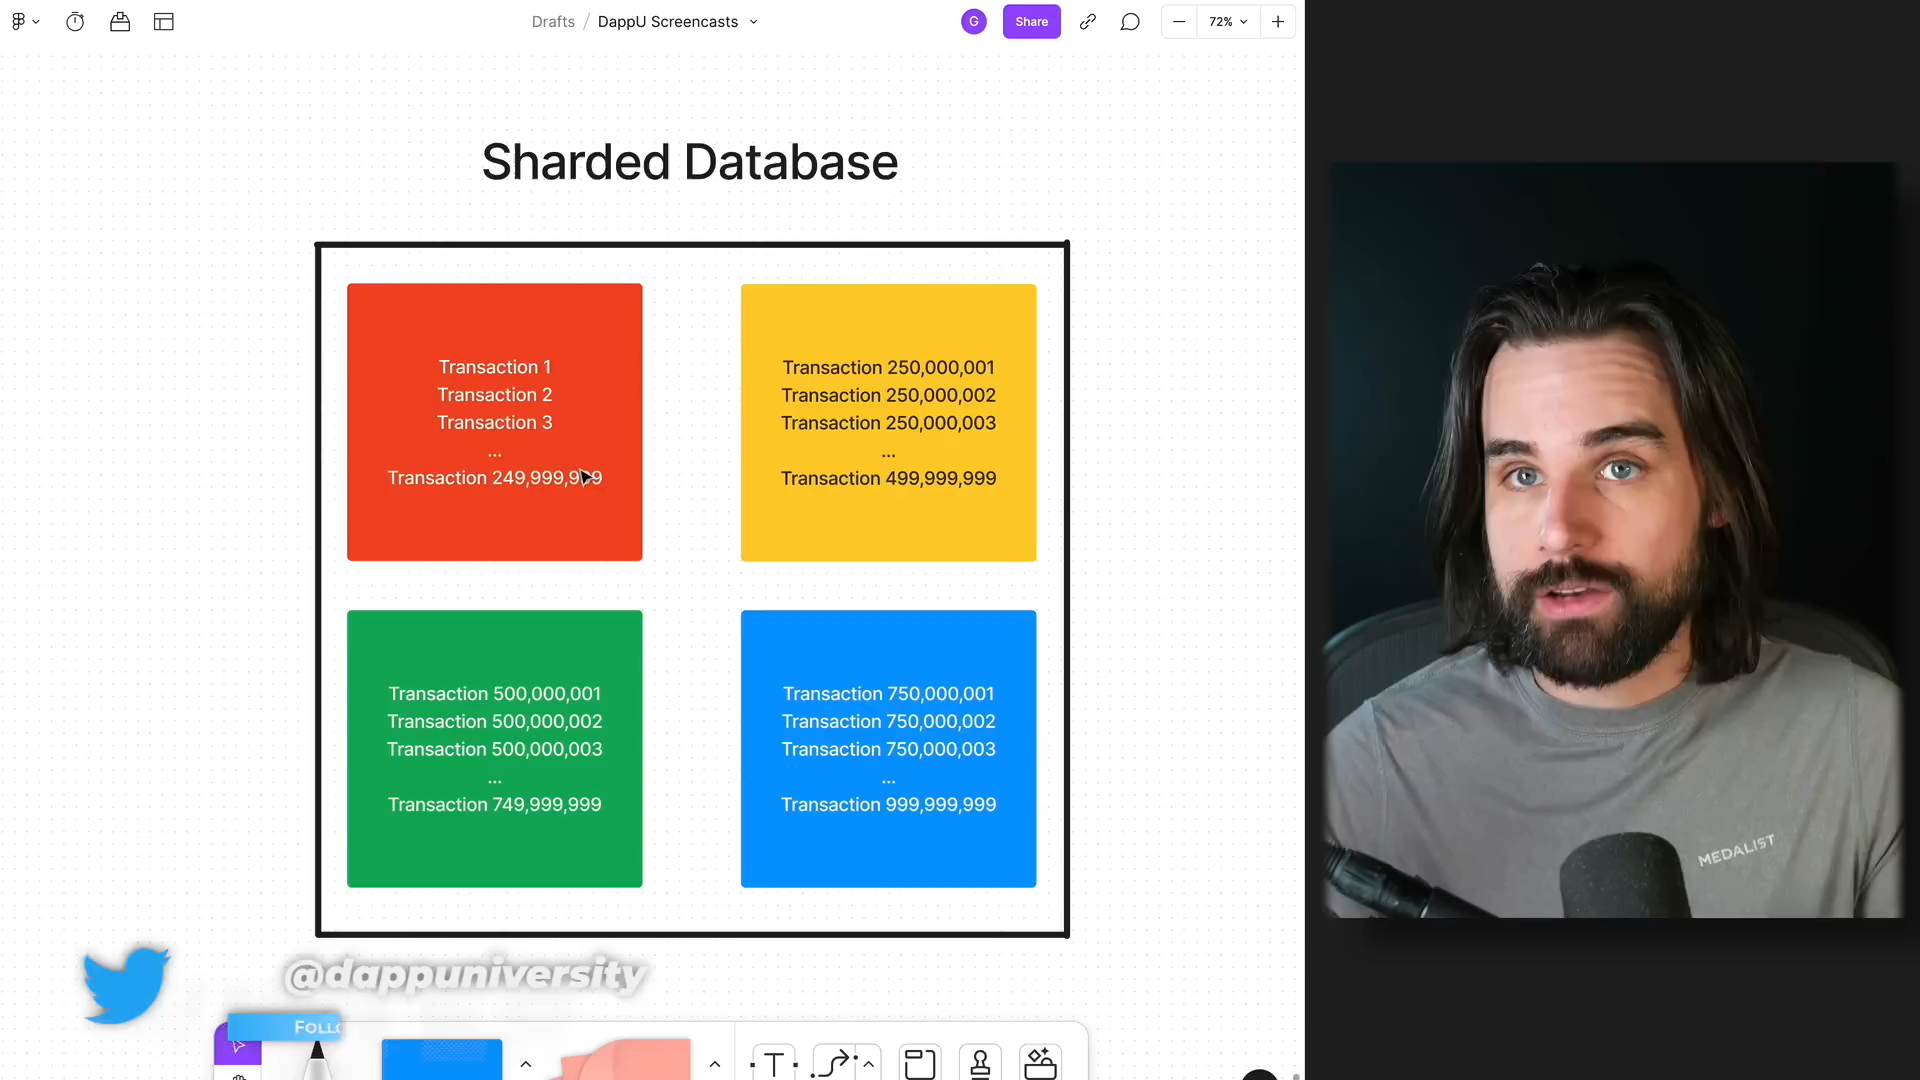 Drafts / DappU Screencasts
G
Share
72%
Sharded Database
Transaction 1
Transaction 2
Transaction 3
...
Transaction 249,999,999
Transaction 250,000,001
Transaction 250,000,002
Transaction 250,000,003
...
Transaction 499,999,999
Transaction 500,000,001
Transaction 500,000,002
Transaction 500,000,003
...
Transaction 749,999,999
Transaction 750,000,001
Transaction 750,000,002
Transaction 750,000,003
...
Transaction 999,999,999
MEDALIST
@dappuniversity
T